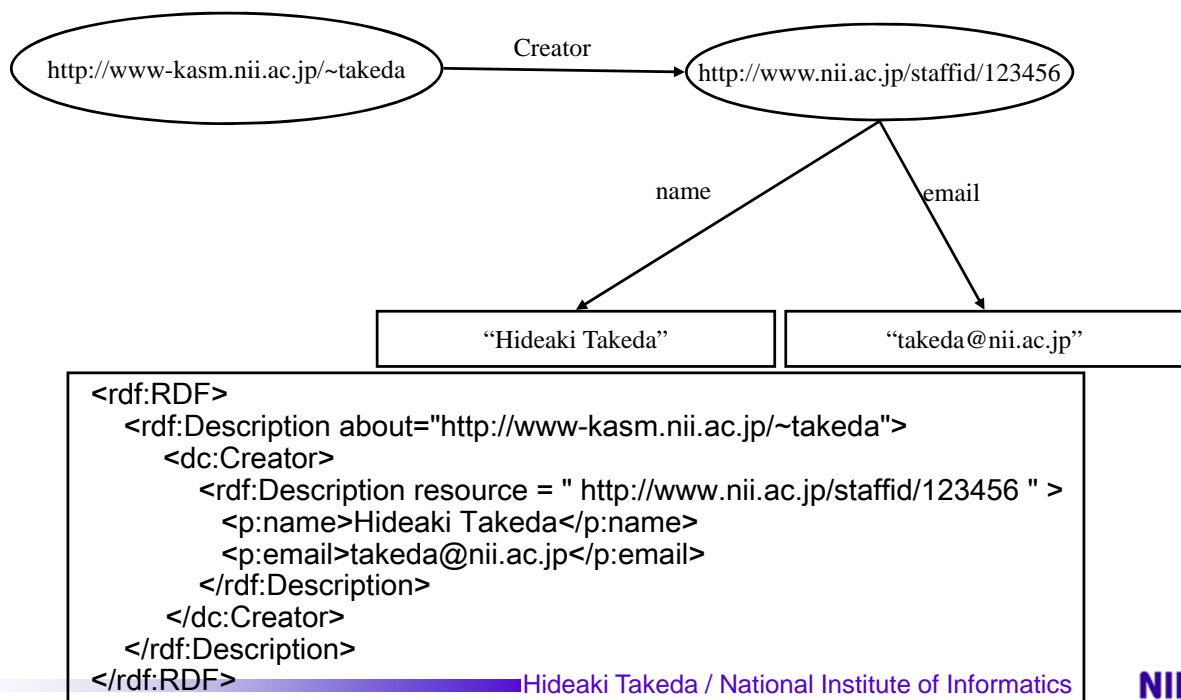 Creator
http://www-kasm.nii.ac.jp/~takeda
http://www.nii.ac.jp/staffid/123456
name
email
“Hideaki Takeda”
“takeda@nii.ac.jp”
<rdf:RDF>
<rdf:Description about="http://www-kasm.nii.ac.jp/~takeda">
<dc:Creator>
<rdf:Description resource = " http://www.nii.ac.jp/staffid/123456 " >
<p:name>Hideaki Takeda</p:name>
<p:email>takeda@nii.ac.jp</p:email>
</rdf:Description>
</dc:Creator>
</rdf:Description>
</rdf:RDF>
Hideaki Takeda / National Institute of Informatics
NII